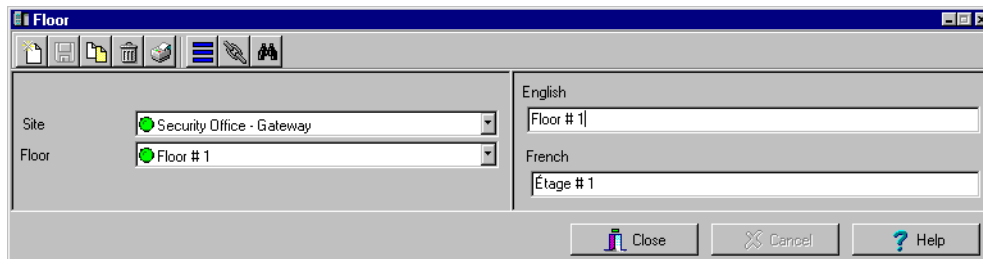 Floor
English
Site
Security Office - Gateway
Floor # 1
Floor
Floor # 1
French
Étage # 1
Close
Cancel
Help